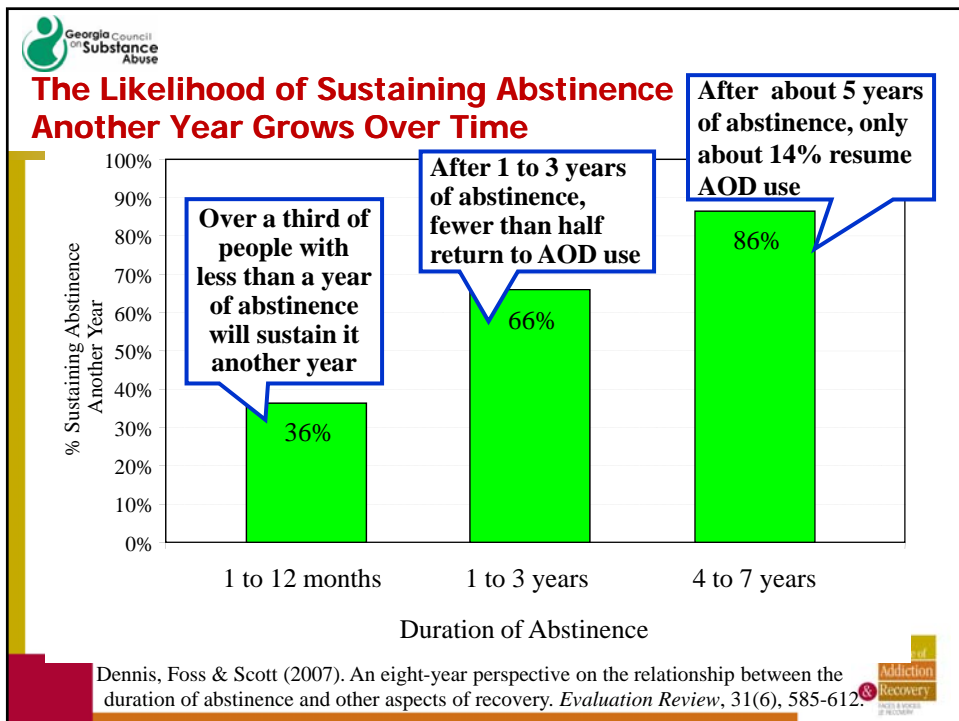 Georgia Council
on Substance
Abuse
The Likelihood of Sustaining Abstinence
Another Year Grows Over Time
After about 5 years
of abstinence, only
about 14% resume
AOD use
After 1 to 3 years
of abstinence,
fewer than half
return to AOD use
Over a third of
people with
less than a year
of abstinence
will sustain it
another year
% Sustaining Abstinence
Another Year
100%
90%
80%
70%
60%
50%
40%
30%
20%
10%
0%
36%
66%
86%
1 to 12 months
1 to 3 years
4 to 7 years
Duration of Abstinence
Dennis, Foss & Scott (2007). An eight-year perspective on the relationship between the
duration of abstinence and other aspects of recovery. Evaluation Review, 31(6), 585-612.
of
Addiction
& Recovery
FACES & VOICES
OF RECOVERY